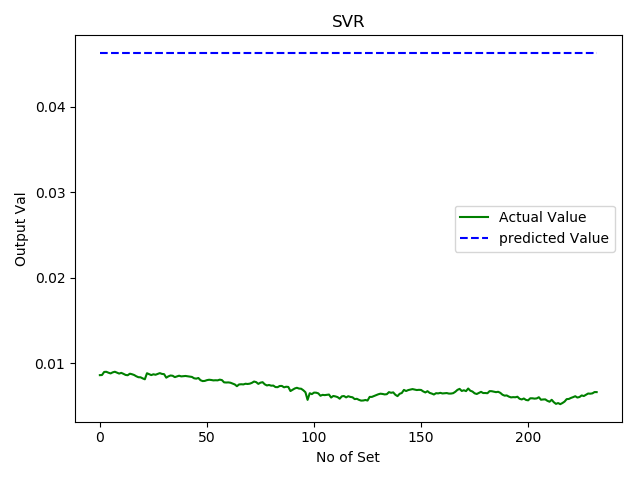 SVR
Output Val
0.04
0.03
0.02
0.01
Actual Value
predicted Value
0 50 100 150 200
No of Set